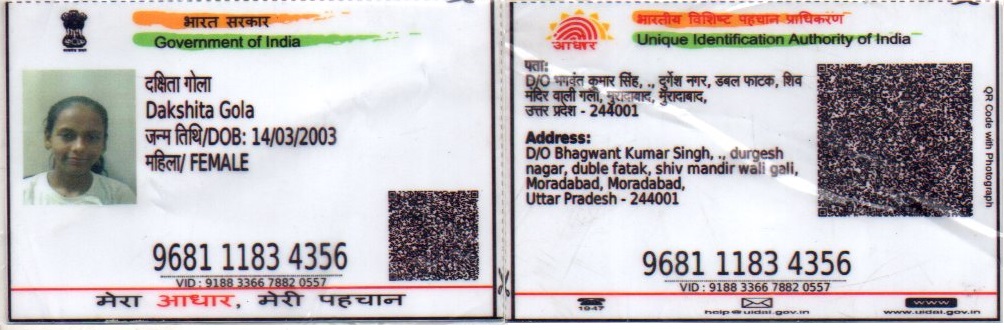 भारत सरकार
Government of India
दक्षिता गोला
Dakshita Gola
जन्म तिथि/DOB: 14/03/2003
महिला/ FEMALE
9681 1183 4356
VID : 9188 3366 7882 0557
मेरा आधार, मेरी पहचान
आधार
भारतीय विशिष्ट पहचान प्राधिकरण
Unique Identification Authority of India
पता:
D/O भगवंत कुमार सिंह, ., दुर्गेश नगर, डबल फाटक, शिव
मंदिर वाली गली, मुरादाबाद, मुरादाबाद,
उत्तर प्रदेश - 244001
Address:
D/O Bhagwant Kumar Singh, ., durgesh
nagar, duble fatak, shiv mandir wali gali,
Moradabad, Moradabad,
Uttar Pradesh - 244001
QR Code with Photograph
9681 1183 4356
VID : 9188 3366 7882 0557
1947
help@uidai.gov.in
www
www.uidai.gov.in